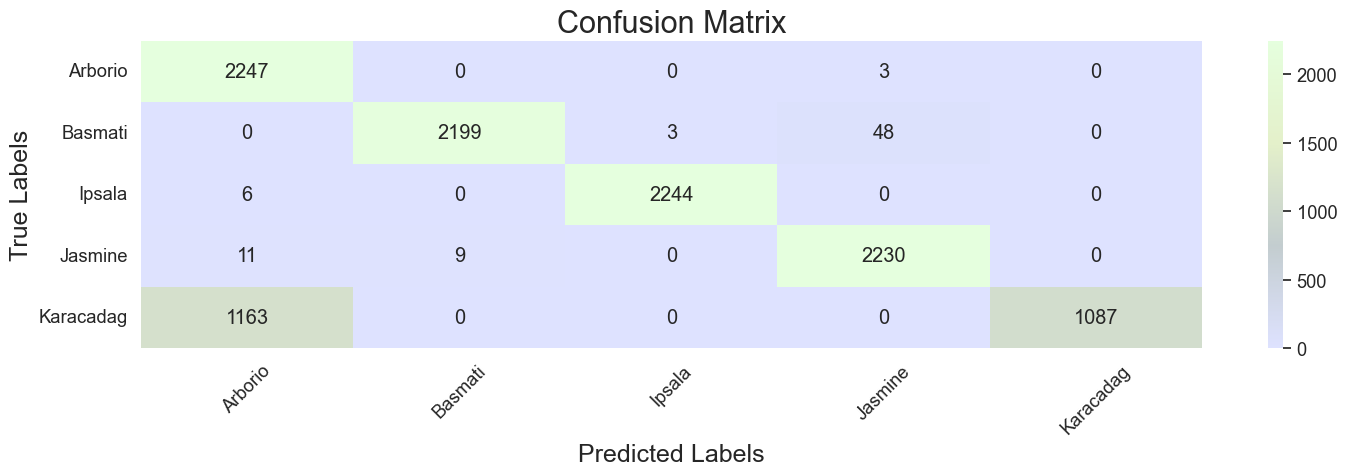 Confusion Matrix
True Labels
Arborio 2247 0 0 3 0
Basmati 0 2199 3 48 0
Ipsala 6 0 2244 0 0
Jasmine 11 9 0 2230 0
Karacadag 1163 0 0 0 1087
Arborio Basmati Ipsala Jasmine Karacadag
Predicted Labels
2000
1500
1000
500
0